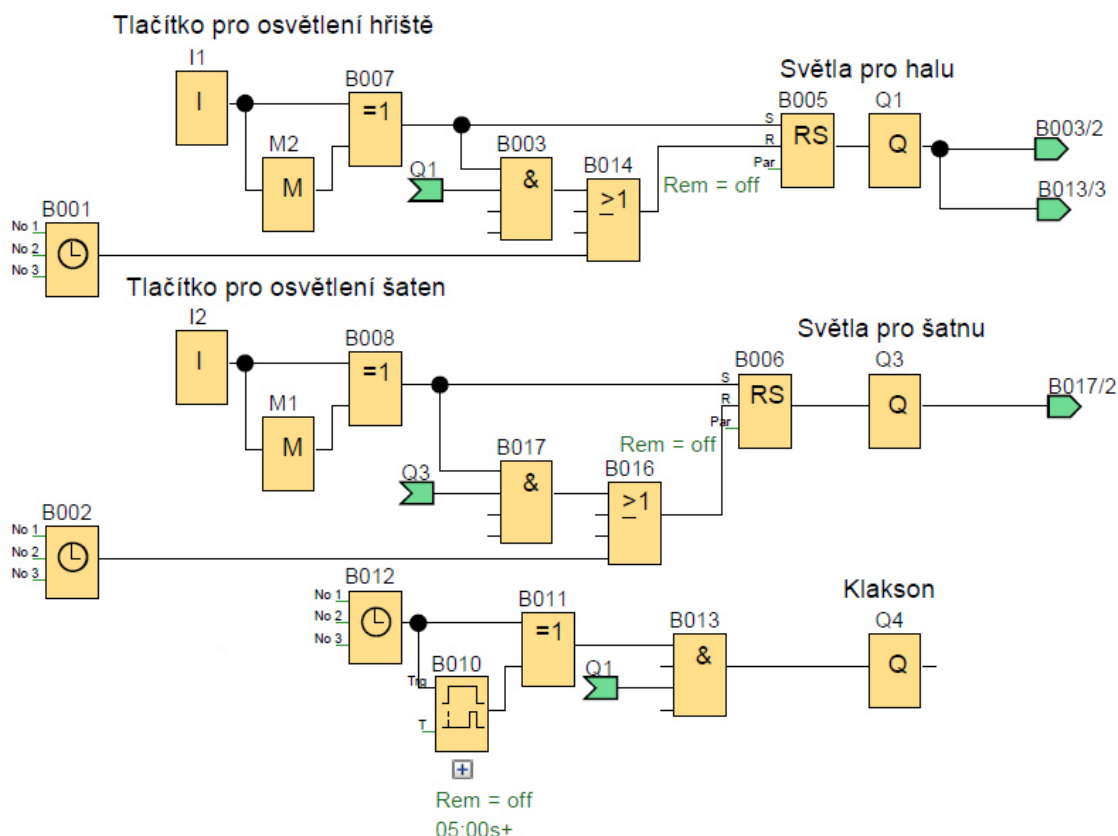 Tlačítko pro osvětlení hřiště
I1
I
B007
=1
M2
M
Světla pro halu
B005
S
R
Par
RS
Rem = off
Q1
Q
B003/2
B013/3
B003
&
Q1
B014
>1
B001
No 1
No 2
No 3
Tlačítko pro osvětlení šaten
I2
I
B008
=1
M1
M
Světla pro šatnu
B006
S
R
Par
RS
Rem = off
Q3
Q
B017/2
B017
&
Q3
B016
>1
B002
No 1
No 2
No 3
B012
No 1
No 2
No 3
B011
=1
B010
Trg
T
Rem = off
05:00s+
B013
&
Q1
Klakson
Q4
Q